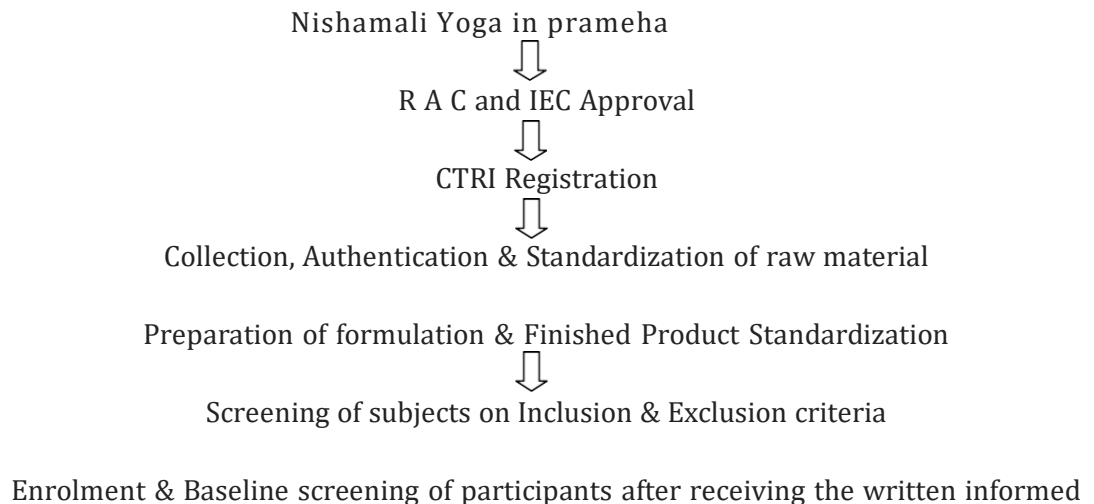 Nishamali Yoga in prameha
R A C and IEC Approval
CTRI Registration
Collection, Authentication & Standardization of raw material
Preparation of formulation & Finished Product Standardization
Screening of subjects on Inclusion & Exclusion criteria
Enrolment & Baseline screening of participants after receiving the written informed